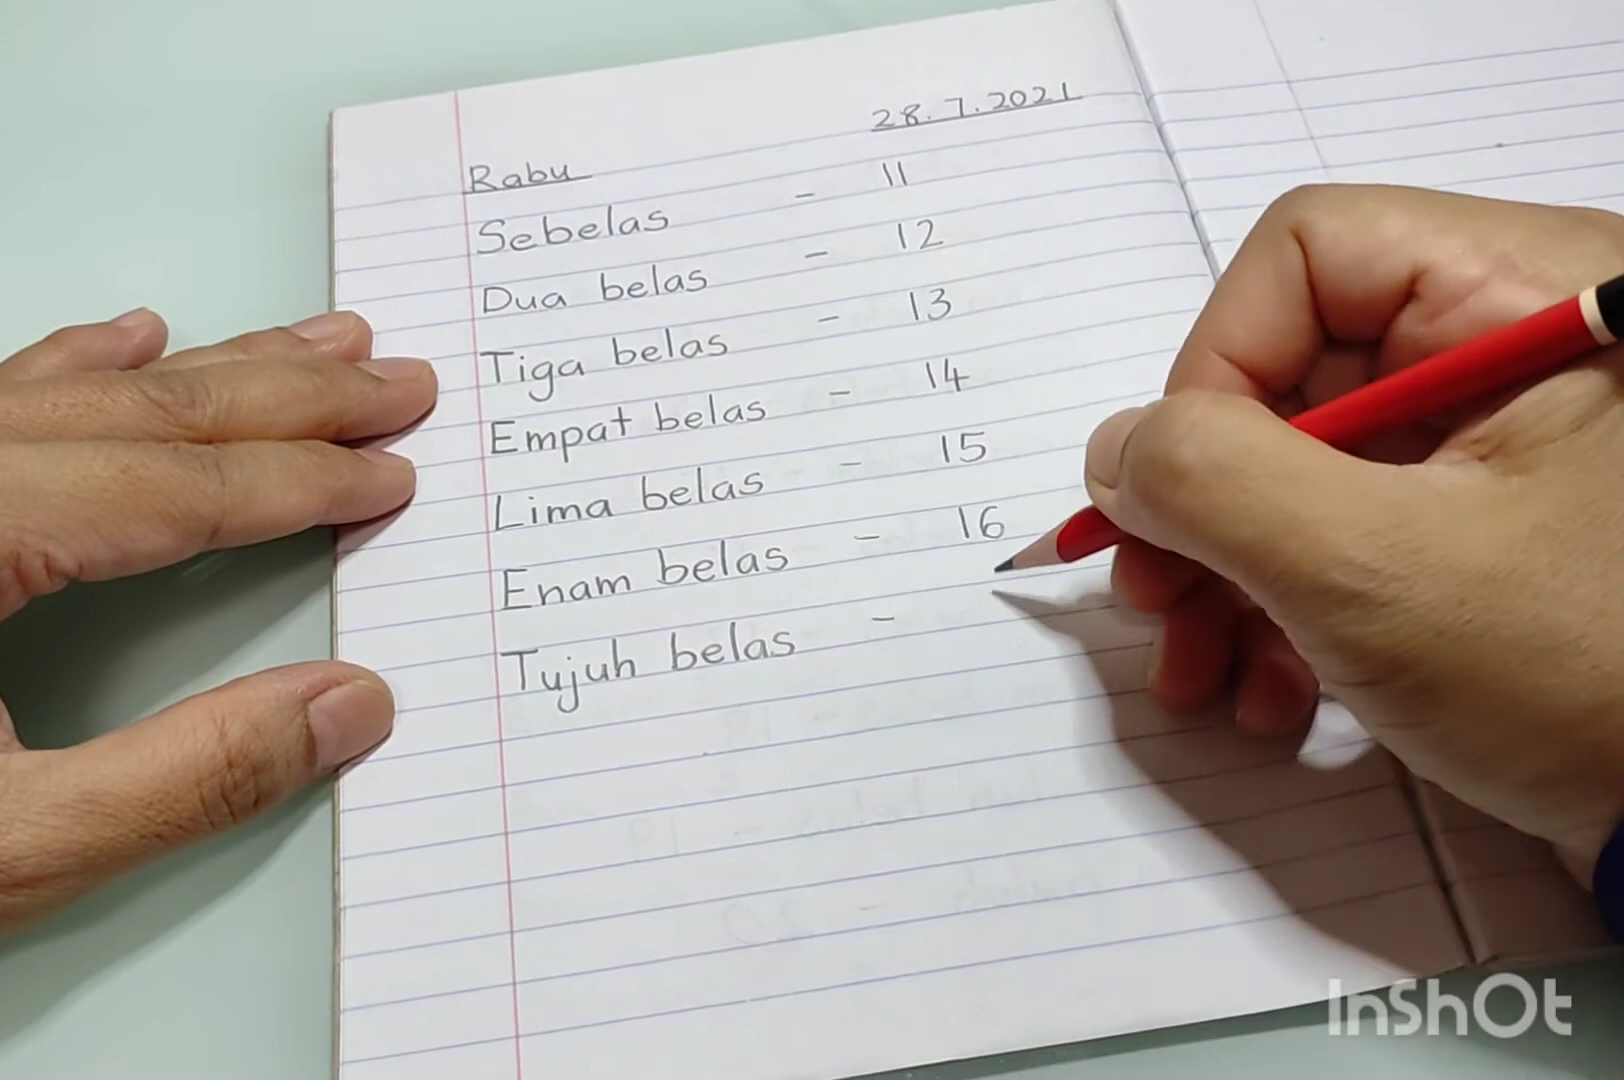 28.7.2021
Rabu
Sebelas - 11
Dua belas - 12
Tiga belas - 13
Empat belas - 14
Lima belas - 15
Enam belas - 16
Tujuh belas -
InShOt